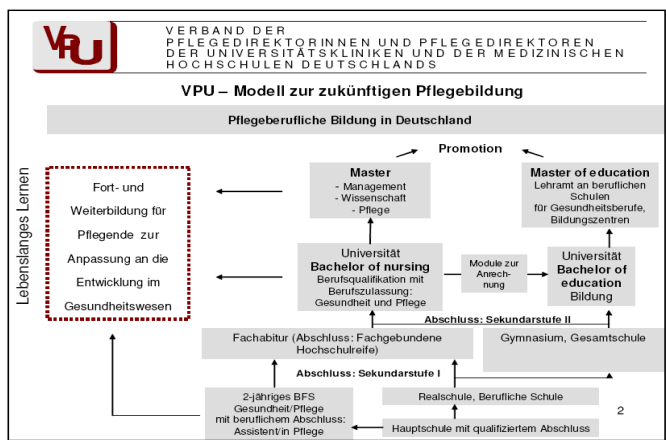 VPU
VERBAND DER
PFLEGEDIREKTORINNEN UND PFLEGEDIREKTOREN
DER UNIVERSITÄTSKLINIKEN UND DER MEDIZINISCHEN
HOCHSCHULEN DEUTSCHLANDS
VPU – Modell zur zukünftigen Pflegebildung
Pflegeberufliche Bildung in Deutschland
Promotion
Lebenslanges Lernen
Fort- und
Weiterbildung für
Pflegende zur
Anpassung an die
Entwicklung im
Gesundheitswesen
Master
- Management
- Wissenschaft
- Pflege
Master of education
Lehramt an beruflichen
Schulen
für Gesundheitsberufe,
Bildungszentren
Universität
Bachelor of nursing
Berufsqualifikation mit
Berufszulassung:
Gesundheit und Pflege
Module zur
Anrech-
nung
Universität
Bachelor of
education
Bildung
Abschluss: Sekundarstufe II
Fachabitur (Abschluss: Fachgebundene
Hochschulreife)
Gymnasium, Gesamtschule
Abschluss: Sekundarstufe I
2-jähriges BFS
Gesundheit/Pflege
mit beruflichem Abschluss:
Assistent/in Pflege
Realschule, Berufliche Schule
Hauptschule mit qualifiziertem Abschluss
2